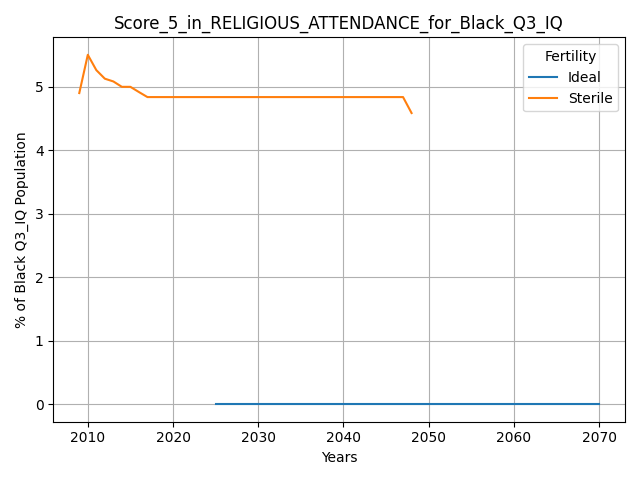 Score_5_in_RELIGIOUS_ATTENDANCE_for_Black_Q3_IQ
Fertility
Ideal
Sterile
% of Black Q3_IQ Population
5
4
3
2
1
0
2010 2020 2030 2040 2050 2060 2070
Years